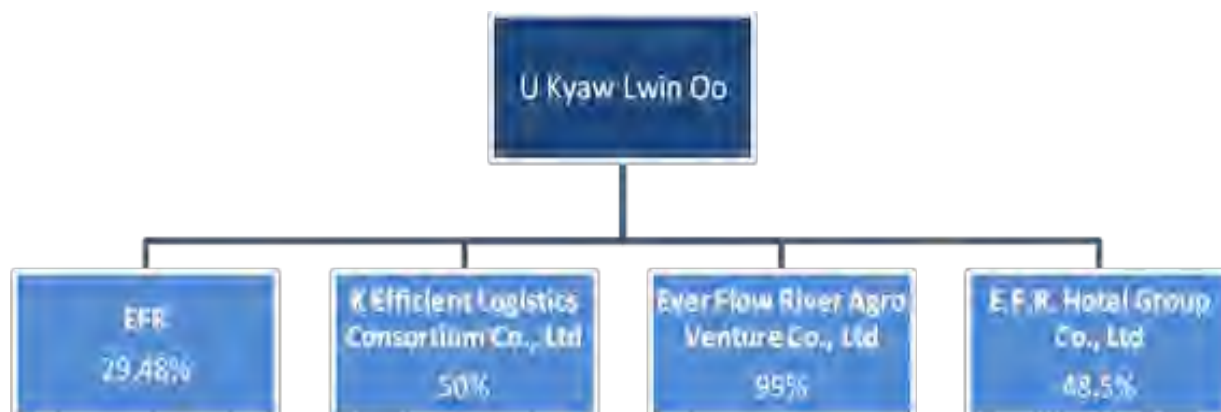 U Kyaw Lwin Oo
EFR
29.48%
K Efficient Logistics
Consortium Co., Ltd
50%
Ever Flow River Agro
Venture Co., Ltd
99%
E.F.R. Hotel Group
Co., Ltd
48.5%